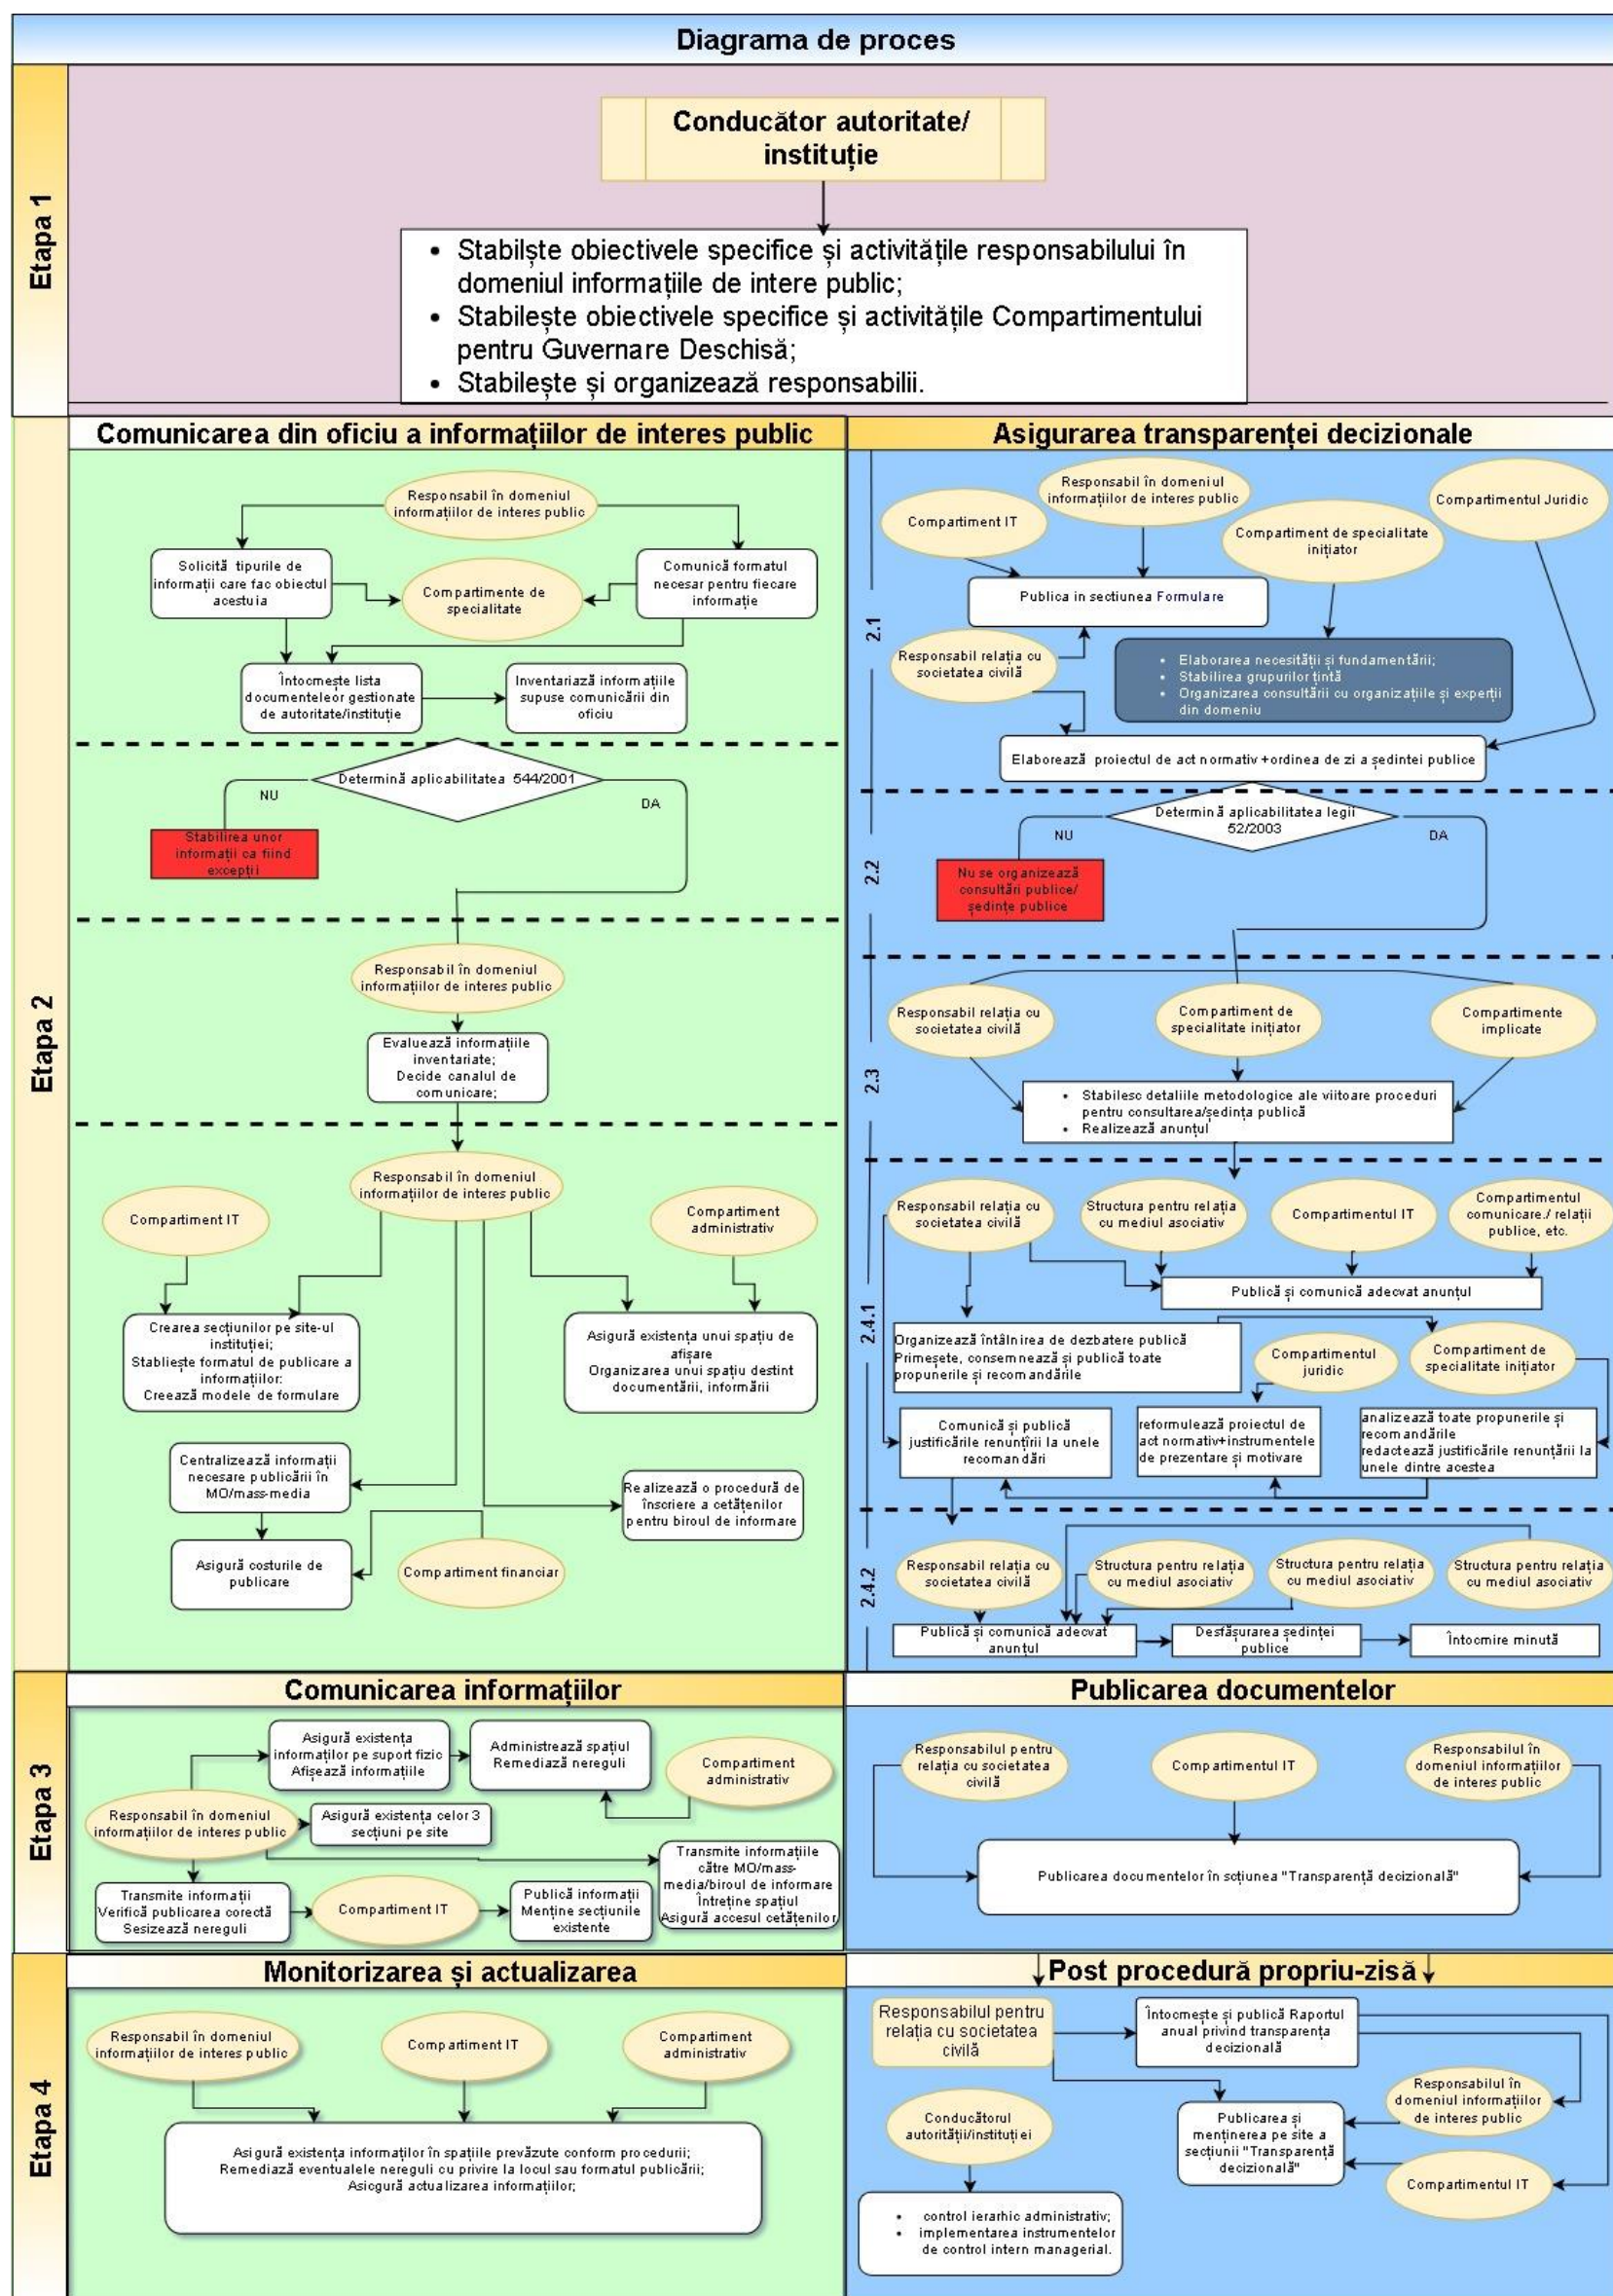 Diagrama de proces
Etapa 1
Conducător autoritate/
instituție
• Stabilște obiectivele specifice și activitățile responsabilului în
domeniul informațiile de intere public;
• Stabilește obiectivele specifice și activitățile Compartimentului
pentru Guvernare Deschisă;
• Stabilește și organizează responsabilii.
Etapa 2
Comunicarea din oficiu a informațiilor de interes public
Responsabil în domeniul
informațiilor de interes public
Solicită tipurile de
informații care fac obiectul
acestuia
Compartimente de
specialitate
Comunică formatul
necesar pentru fiecare
informație
Întocmește lista
documenteleor gestionate
de autoritate/instituție
Inventariază informațiile
supuse comunicării din
oficiu
Determină aplicabilitatea 544/2001
NU
DA
Stabilirea unor
informații ca fiind
excepții
Responsabil în domeniul
informațiilor de interes public
Evaluează informațiile
inventariate;
Decide canalul de
comunicare;
Responsabil în domeniul
informațiilor de interes public
Compartiment IT
Compartiment
administrativ
Crearea secțiunilor pe site-ul
instituției;
Stabliește formatul de publicare a
informațiilor:
Creează modele de formulare
Asigură existența unui spațiu de
afișare
Organizarea unui spațiu destint
documentării, informării
Centralizează informații
necesare publicării în
MO/mass-media
Realizează o procedură de
înscriere a cetățenilor
pentru biroul de informare
Asigură costurile de
publicare
Compartiment financiar
Asigurarea transparenței decizionale
2.1
Compartiment IT
Responsabil în domeniul
informațiilor de interes public
Compartiment de specialitate
inițiator
Compartimentul Juridic
Publica in sectiunea Formulare
Responsabil relația cu
societatea civilă
• Elaborarea necesității și fundamentării;
• Stabilirea grupurilor țintă
• Organizarea consultării cu organizațiile și experții
din domeniu
Elaborează proiectul de act normativ +ordinea de zi a ședintei publice
2.2
Determină aplicabilitatea legii
52/2003
NU
DA
Nu se organizează
consultări publice/
ședințe publice
2.3
Responsabil relația cu
societatea civilă
Compartiment de
specialitate inițiator
Compartimente
implicate
• Stabilesc detaliile metodologice ale viitoare proceduri
pentru consultarea/ședința publică
• Realizează anunțul
2.4.1
Responsabil relația cu
societatea civilă
Structura pentru relația
cu mediul asociativ
Compartimentul IT
Compartimentul
comunicare./ relații
publice, etc.
Publică și comunică adecvat anunțul
Organizează întâlnirea de dezbatere publică
Primeșete, consemnează și publică toate
propunerile și recomandările
Compartimentul
juridic
Compartiment de
specialitate inițiator
Comunică și publică
justificările renunțîrii la unele
recomandări
reformulează proiectul de
act normativ+instrumentele
de prezentare și motivare
analizează toate propunerile și
recomandările
redactează justificările renunțării la
unele dintre acestea
2.4.2
Responsabil relația cu
societatea civilă
Structura pentru relația
cu mediul asociativ
Structura pentru relația
cu mediul asociativ
Structura pentru relația
cu mediul asociativ
Publică și comunică adecvat
anunțul
Desfășurarea ședinței
publice
Întocmire minută
Etapa 3
Comunicarea informațiilor
Asigură existența
informaților pe suport fizic
Afișează informațiile
Administrează spațiul
Remediază nereguli
Compartiment
administrativ
Responsabil în domeniul
informațiilor de interes public
Asigură existența celor 3
secțiuni pe site
Transmite informațiile
către MO/mass-
media/biroul de informare
Întreține spațiul
Asigură accesul cetățenilor
Transmite informații
Verifică publicarea corectă
Sesizează nereguli
Compartiment IT
Publică informații
Menține secțiunile
existente
Publicarea documentelor
Responsabilul pentru
relația cu societatea
civilă
Compartimentul IT
Responsabilul în
domeniul informațiilor
de interes public
Publicarea documentelor în scțiunea "Transparență decizională"
Etapa 4
Monitorizarea și actualizarea
Responsabil în domeniul
informațiilor de interes public
Compartiment IT
Compartiment
administrativ
Asigură existența informațiilor în spațiile prevăzute conform procedurii;
Remediază eventualele nereguli cu privire la locul sau formatul publicării;
Asicgură actualizarea informațiilor;
Post procedură propriu-zisă
Responsabilul pentru
relația cu societatea
civilă
Întocmește și publică Raportul
anual privind transparența
decizională
Conducătorul
autorității/instituției
Publicarea și
menținerea pe site a
secțiunii "Transparență
decizională"
Responsabilul în
domeniul informațiilor
de interes public
Compartimentul IT
• control ierarhic administrativ;
• implementarea instrumentelor
de control intern managerial.